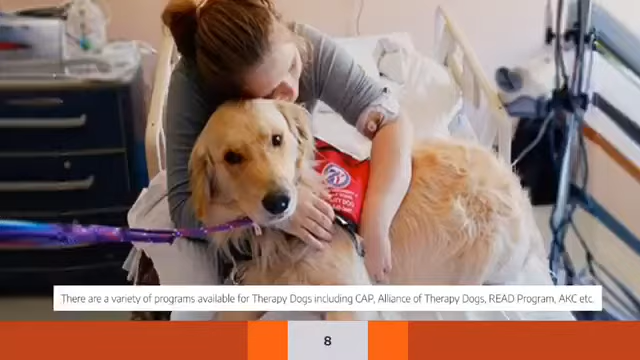 There are a variety of programs available for Therapy Dogs including CAP, Alliance of Therapy Dogs, READ Program, AKC etc.
8